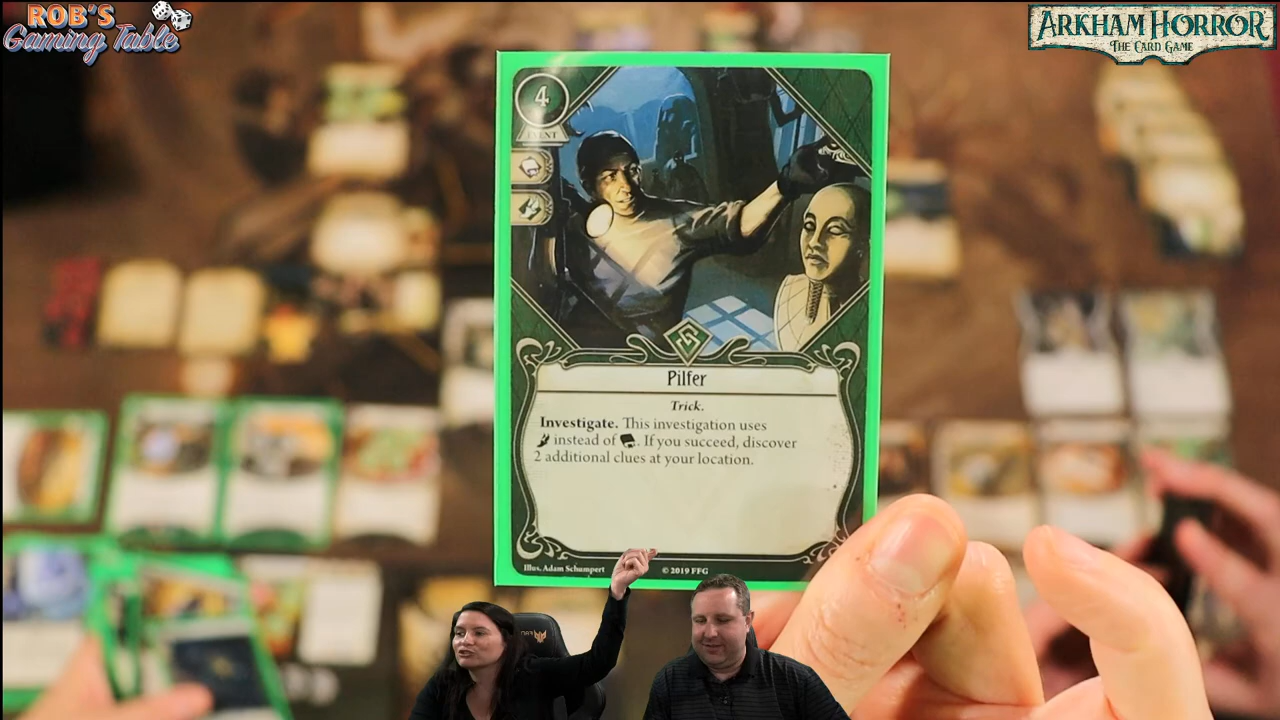 ROB'S
Gaming Table
ARKHAM HORROR
THE CARD GAME
4
EVENT
Pilfer
Trick.
Investigate. This investigation uses
instead of . If you succeed, discover
2 additional clues at your location.
Illus. Adam Schumpert © 2019 FFG